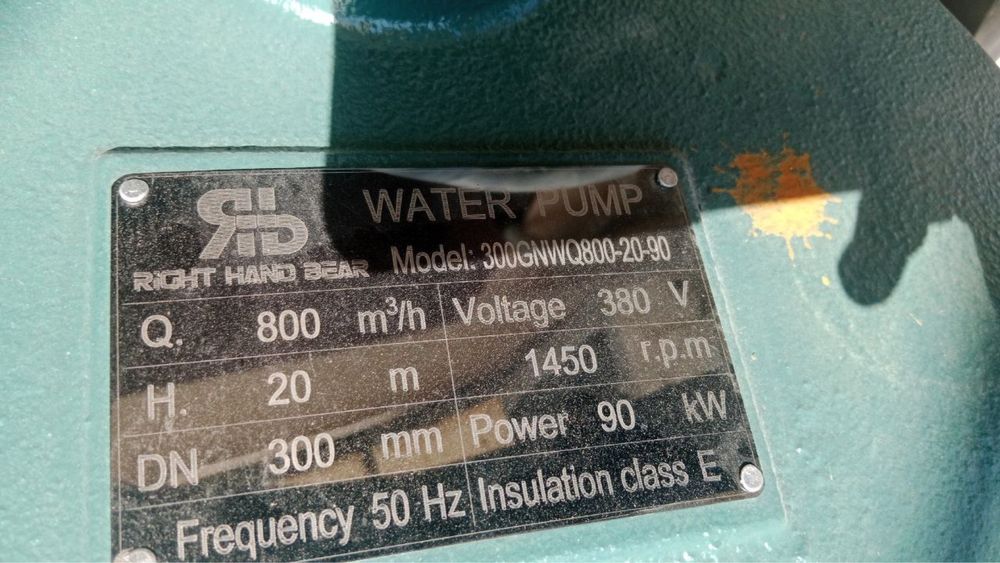 RHB WATER PUMP
RIGHT HAND BEAR Model: 300GNWQ800-20-90
Q. 800 m³/h Voltage 380 V
H. 20 m 1450 r.p.m
DN 300 mm Power 90 kW
Frequency 50 Hz Insulation class E